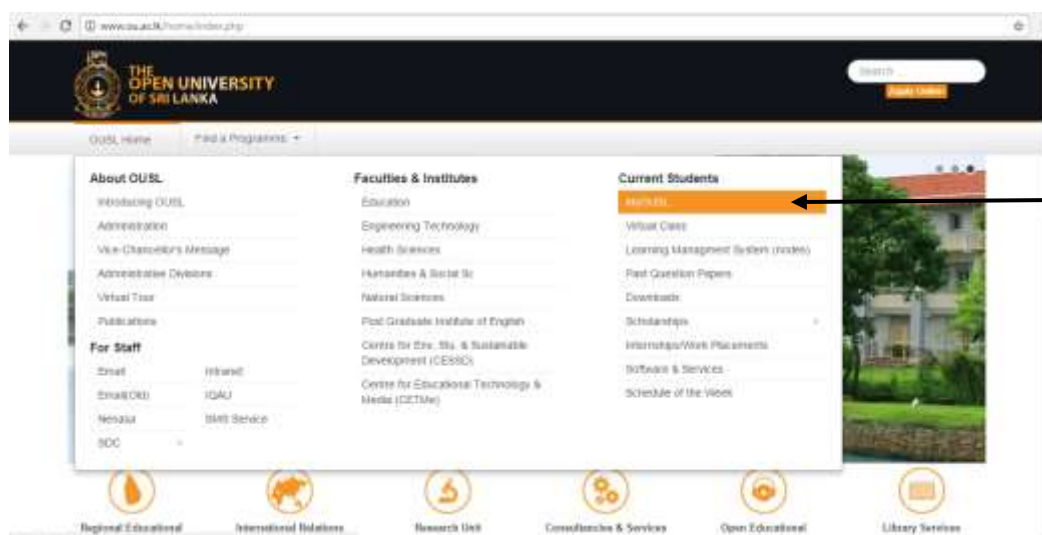 www.ou.ac.lk/home/index.php
THE
OPEN UNIVERSITY
OF SRI LANKA
Search ...
Apply Online
OUSL Home
Find a Programme
About OUSL
Introducing OUSL
Administration
Vice-Chancellor's Message
Administrative Divisions
Virtual Tour
Publications
For Staff
Email
Intranet
Email(Old)
IQAU
Nenasa
SMS Service
SDC
Faculties & Institutes
Education
Engineering Technology
Health Sciences
Humanities & Social Sc
Natural Sciences
Post Graduate Institute of English
Centre for Env. Stu. & Sustainable
Development (CESSD)
Centre for Educational Technology &
Media (CETMe)
Current Students
MyOUSL
Virtual Class
Learning Managment System (nodes)
Past Question Papers
Downloads
Scholarships
Internships/Work Placements
Software & Services
Schedule of the Week
Regional Educational
International Relations
Research Unit
Consultancies & Services
Open Educational
Library Services